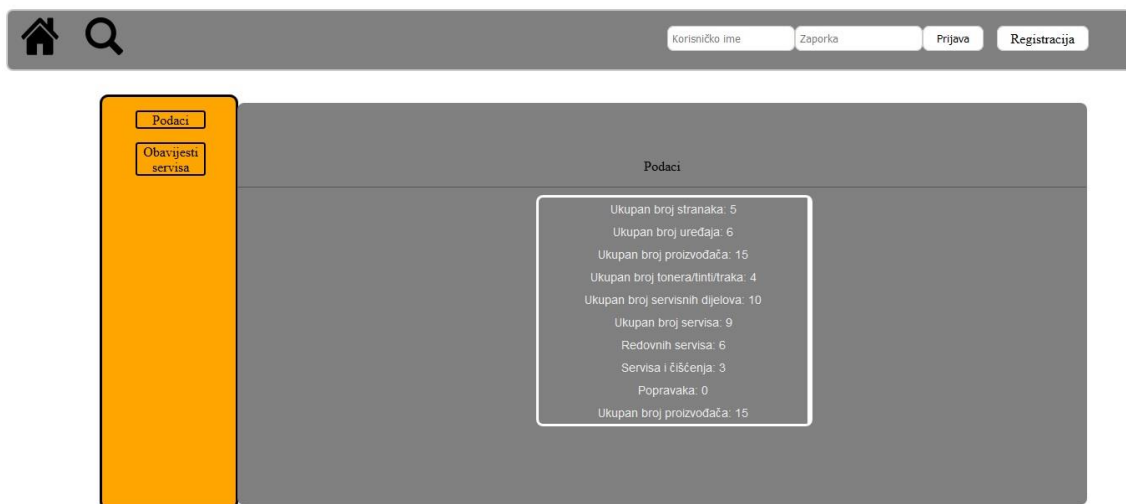 Korisničko ime Zaporka Prijava Registracija
Podaci
Obavijesti
servisa
Podaci
Ukupan broj stranaka: 5
Ukupan broj uređaja: 6
Ukupan broj proizvođača: 15
Ukupan broj tonera/tinti/traka: 4
Ukupan broj servisnih dijelova: 10
Ukupan broj servisa: 9
Redovnih servisa: 6
Servisa i čišćenja: 3
Popravaka: 0
Ukupan broj proizvođača: 15